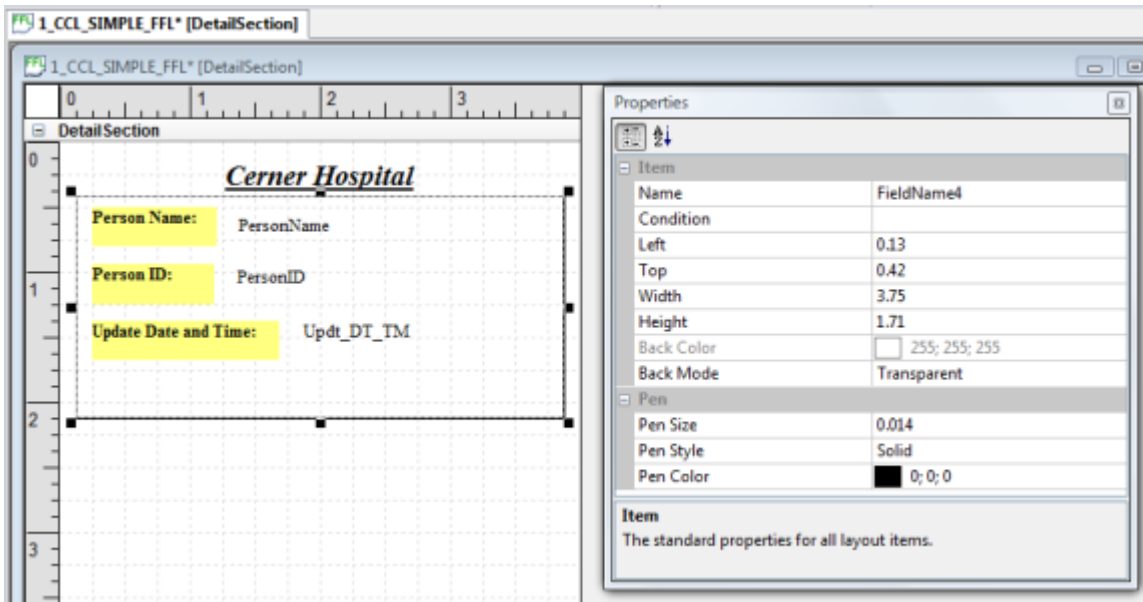 1_CCL_SIMPLE_FFL* [DetailSection]
1_CCL_SIMPLE_FFL* [DetailSection]
0 1 2 3
DetailSection
0
1
2
3
Cerner Hospital
Person Name: PersonName
Person ID: PersonID
Update Date and Time: Updt_DT_TM
Properties
Item
Name FieldName4
Condition
Left 0.13
Top 0.42
Width 3.75
Height 1.71
Back Color 255; 255; 255
Back Mode Transparent
Pen
Pen Size 0.014
Pen Style Solid
Pen Color 0; 0; 0
Item
The standard properties for all layout items.